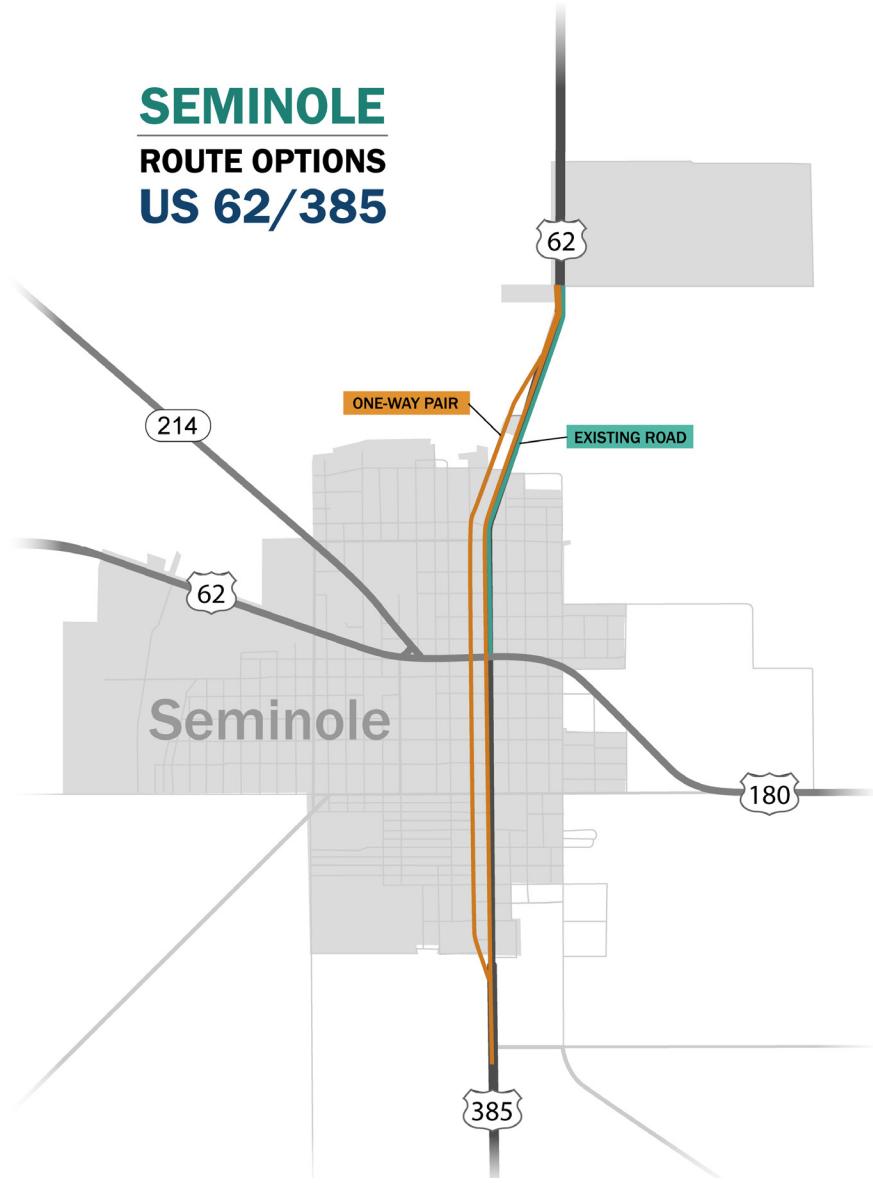 SEMINOLE
ROUTE OPTIONS
US 62/385
62
ONE-WAY PAIR
214
EXISTING ROAD
62
Seminole
180
385